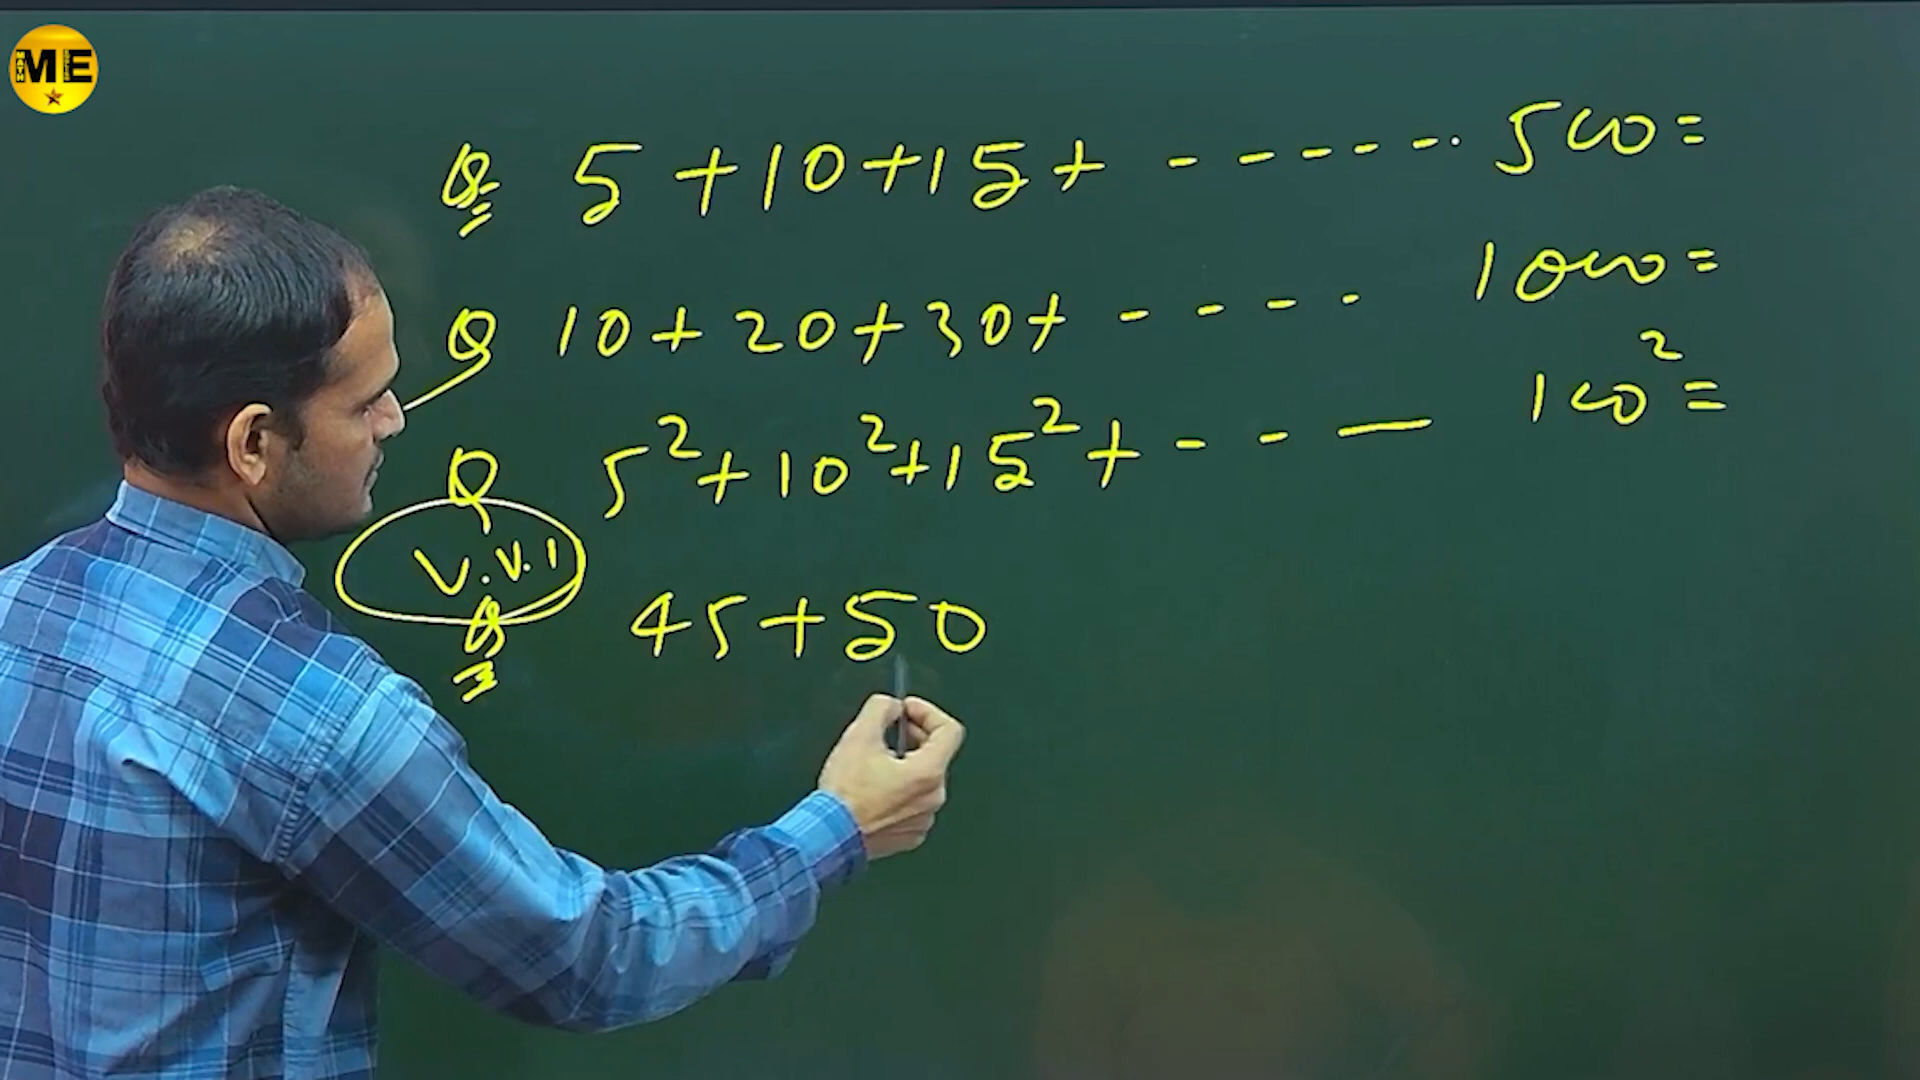 ME
Q 5 + 10 + 15 + ------ 500 =
Q 10 + 20 + 30 + ---- 1000 =
Q 5² + 10² + 15² + --- 100² =
V.V.I
Q 45 + 50